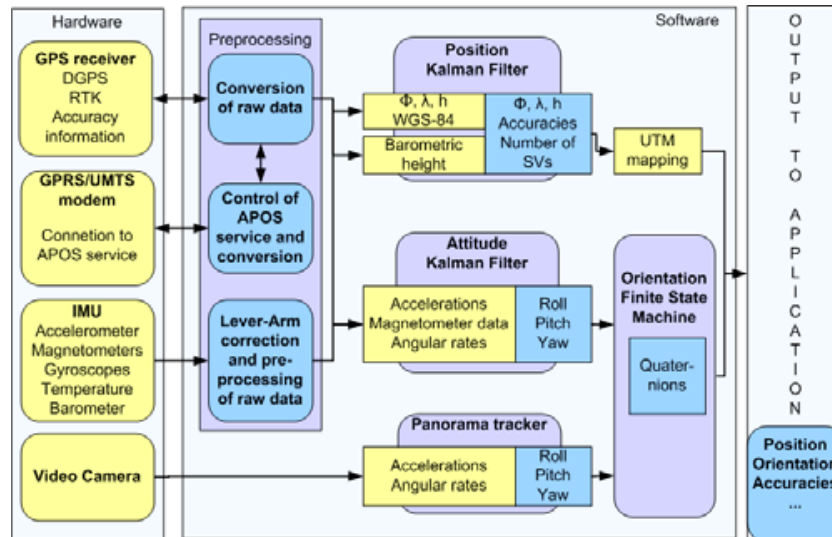 Hardware
GPS receiver
DGPS
RTK
Accuracy
information
GPRS/UMTS
modem
Connetion to
APOS service
IMU
Accelerometer
Magnetometers
Gyroscopes
Temperature
Barometer
Video Camera
Software
Preprocessing
Conversion
of raw data
Control of
APOS
service and
conversion
Lever-Arm
correction
and pre-
processing
of raw data
Position
Kalman Filter
Φ, λ, h
WGS-84
Barometric
height
Φ, λ, h
Accuracies
Number of
SVs
UTM
mapping
Attitude
Kalman Filter
Accelerations
Magnetometer data
Angular rates
Roll
Pitch
Yaw
Panorama tracker
Accelerations
Angular rates
Roll
Pitch
Yaw
Orientation
Finite State
Machine
Quater-
nions
OUTPUT TO APPLICATION
Position
Orientation
Accuracies
...